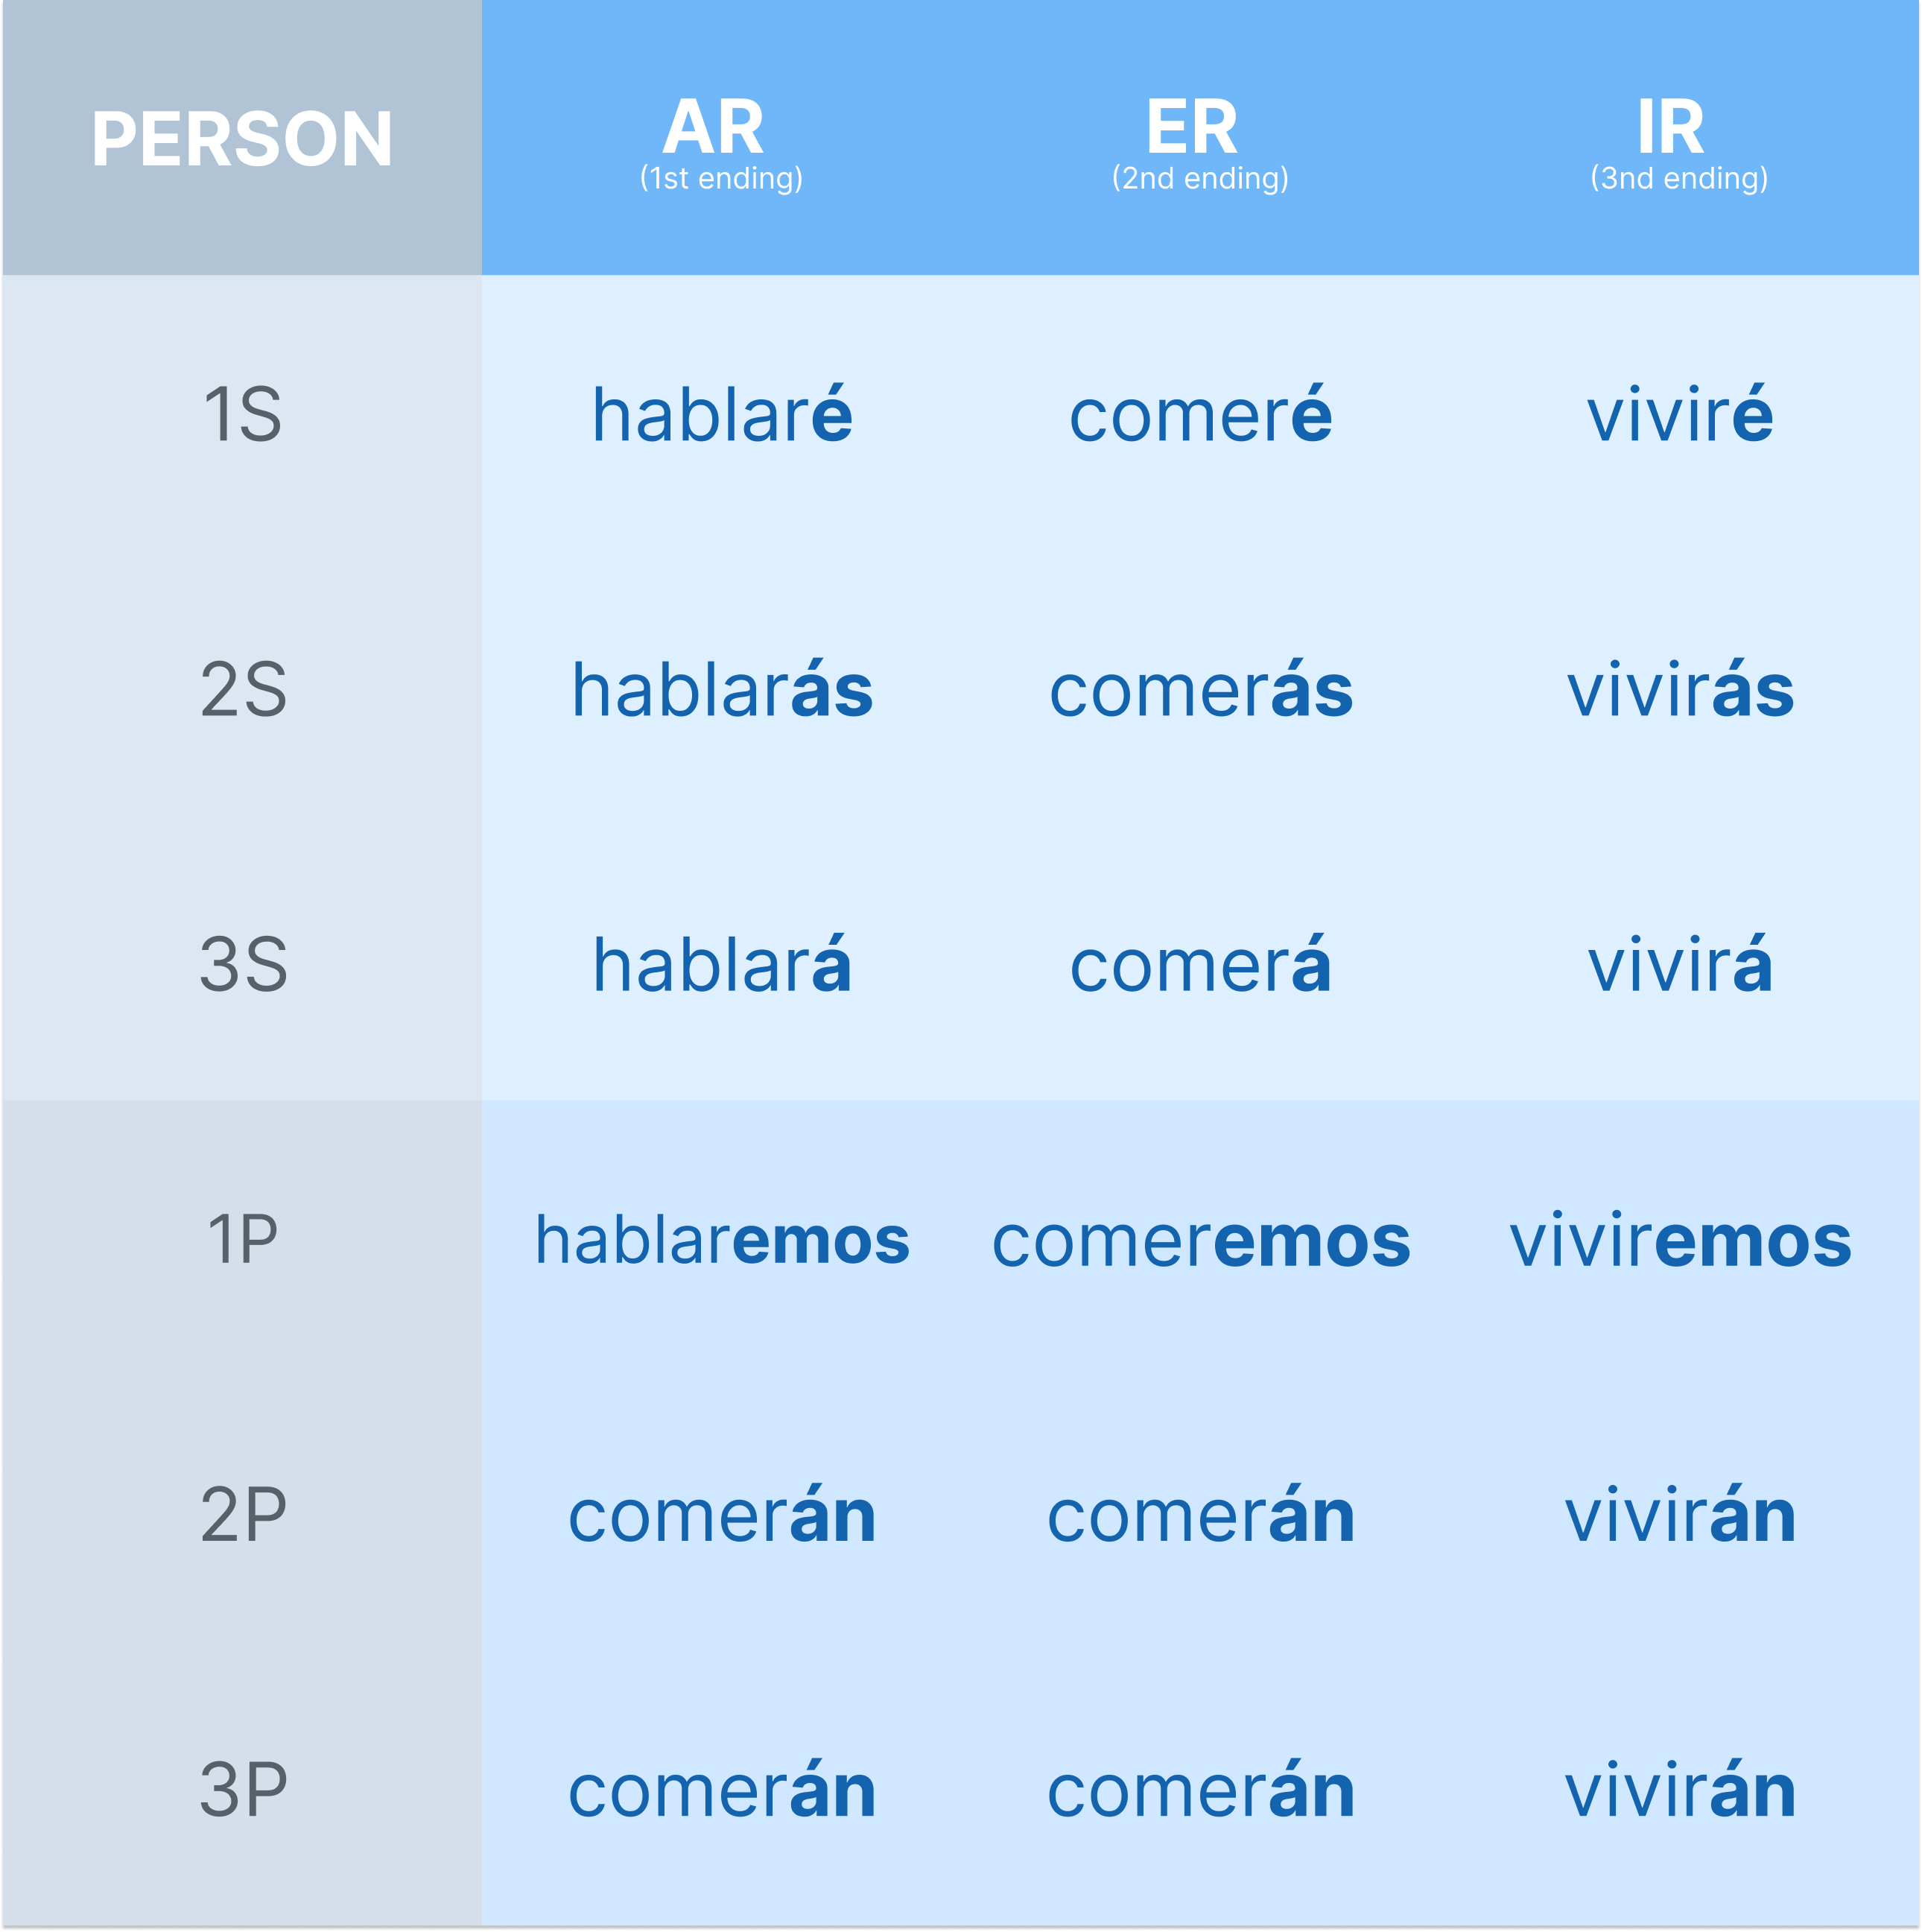 PERSON AR ER IR
(1st ending) (2nd ending) (3nd ending)
1S hablaré comeré viviré
2S hablarás comerás vivirás
3S hablará comerá vivirá
1P hablaremos comeremos viviremos
2P comerán comerán vivirán
3P comerán comerán vivirán